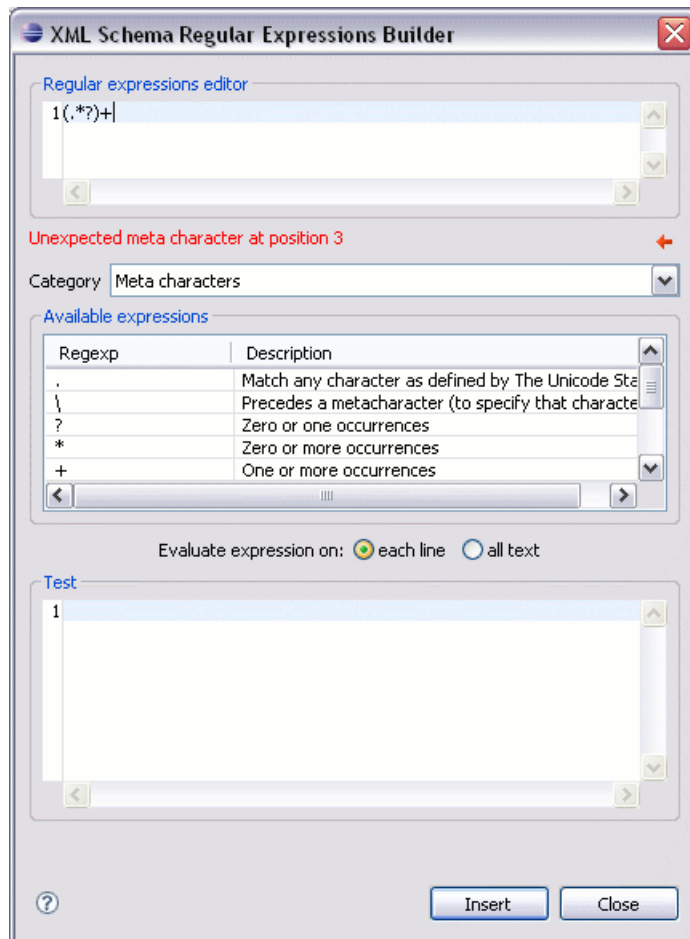 XML Schema Regular Expressions Builder
Regular expressions editor
1(.*?)+
Unexpected meta character at position 3
Category Meta characters
Available expressions
Regexp Description
. Match any character as defined by The Unicode Sta
\ Precedes a metacharacter (to specify that characte
? Zero or one occurrences
* Zero or more occurrences
+ One or more occurrences
Evaluate expression on: each line all text
Test
1
? Insert Close